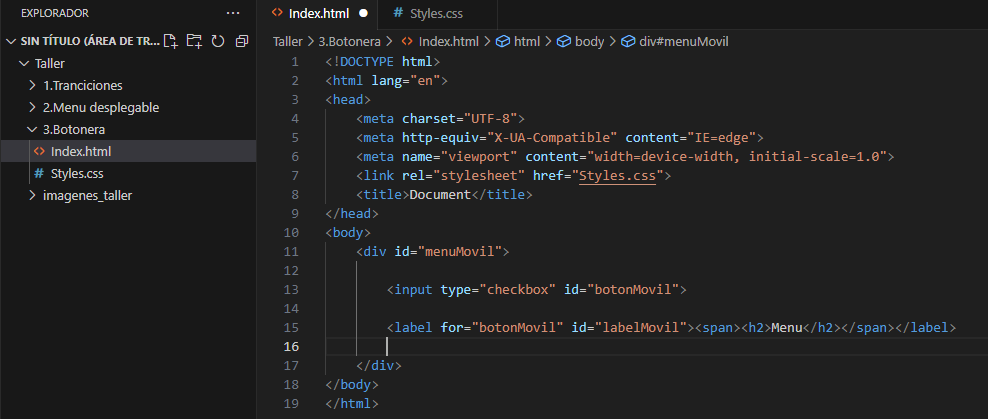 EXPLORADOR ···
SIN TÍTULO (ÁREA DE TR...
Taller
1.Tranciciones
2.Menu desplegable
3.Botonera
Index.html
Styles.css
imagenes_taller
Index.html Styles.css
Taller > 3.Botonera > Index.html > html > body > div#menuMovil
1 <!DOCTYPE html>
2 <html lang="en">
3 <head>
4 <meta charset="UTF-8">
5 <meta http-equiv="X-UA-Compatible" content="IE=edge">
6 <meta name="viewport" content="width=device-width, initial-scale=1.0">
7 <link rel="stylesheet" href="Styles.css">
8 <title>Document</title>
9 </head>
10 <body>
11 <div id="menuMovil">
12
13 <input type="checkbox" id="botonMovil">
14
15 <label for="botonMovil" id="labelMovil"><span><h2>Menu</h2></span></label>
16
17 </div>
18 </body>
19 </html>